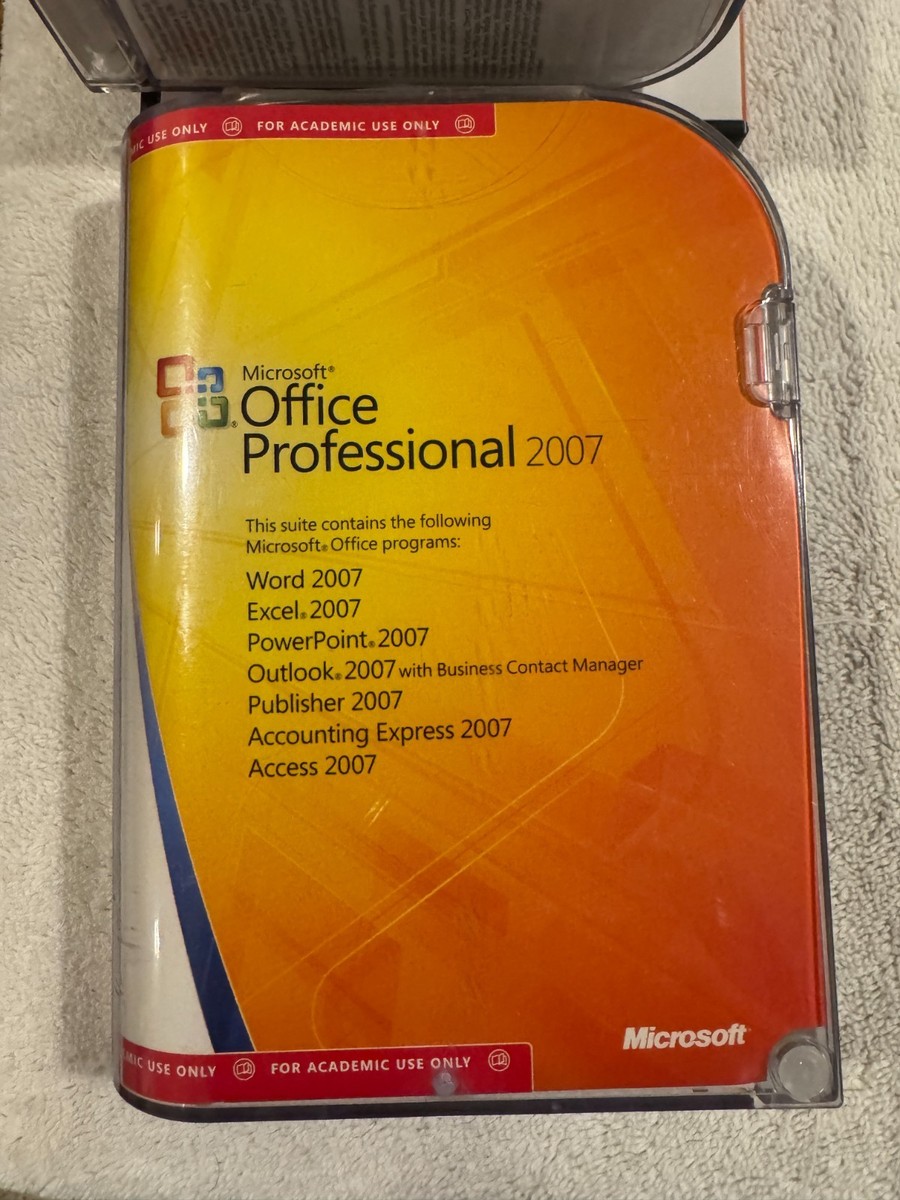 MIC USE ONLY FOR ACADEMIC USE ONLY
Microsoft®
Office
Professional 2007
This suite contains the following
Microsoft® Office programs:
Word 2007
Excel® 2007
PowerPoint® 2007
Outlook® 2007 with Business Contact Manager
Publisher 2007
Accounting Express 2007
Access 2007
Microsoft
MIC USE ONLY FOR ACADEMIC USE ONLY